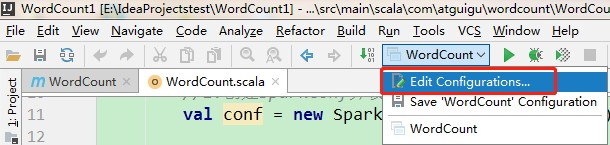 WordCount1 [E:\IdeaProjectstest\WordCount1] - ...\src\main\scala\com\atguigu\wordcount\WordCount
File Edit View Navigate Code Analyze Refactor Build Run Tools VCS Window Help
WordCount
m WordCount × WordCount.scala ×
Edit Configurations...
Save 'WordCount' Configuration
WordCount
1: Project
11 val conf = new Spark
12